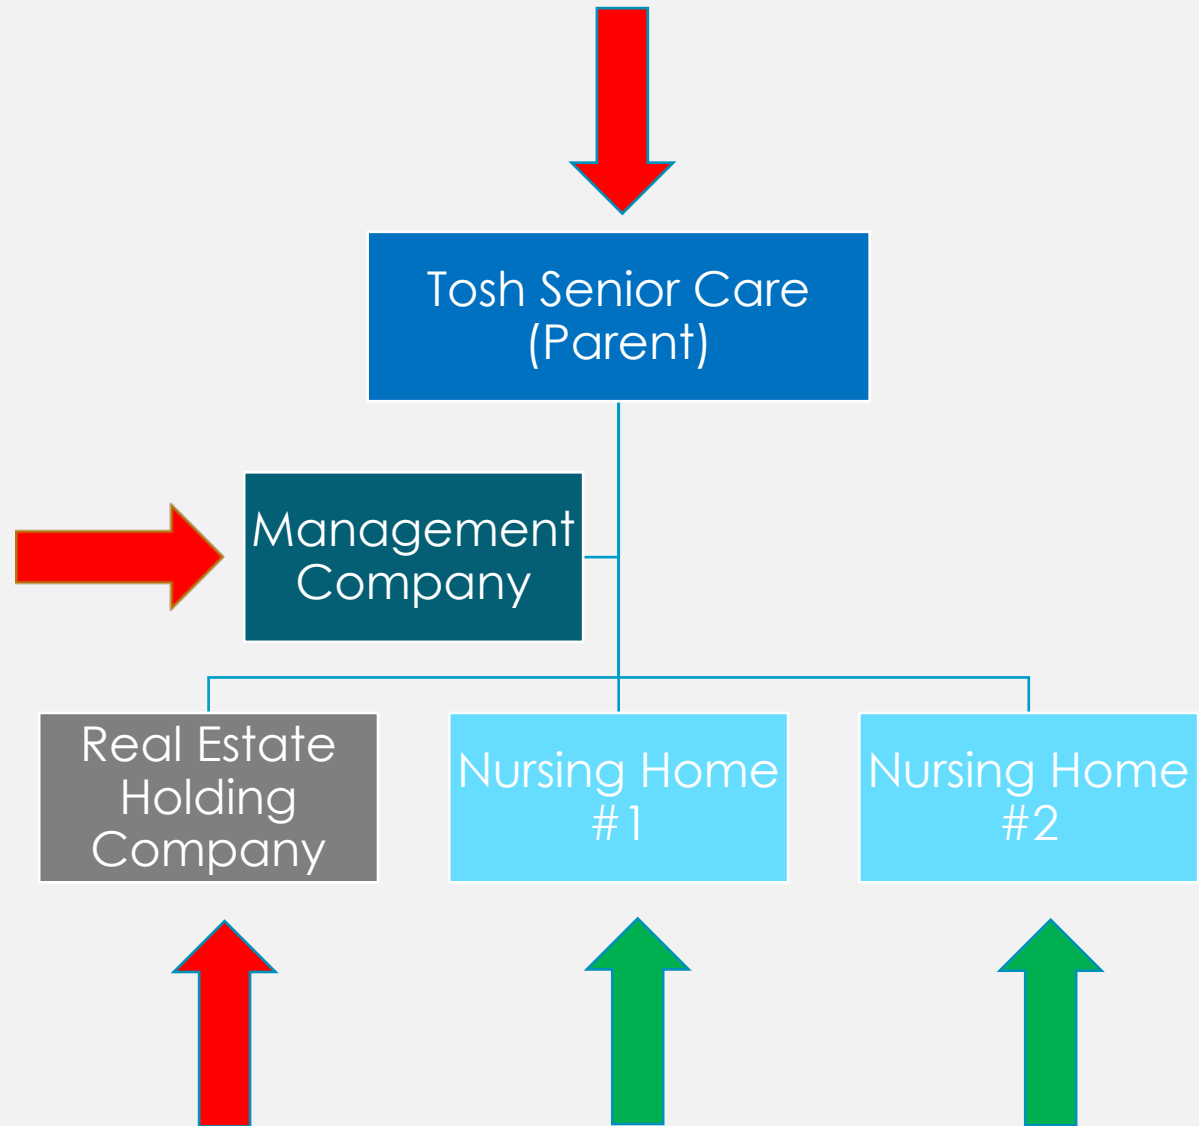 Tosh Senior Care
(Parent)
Management
Company
Real Estate
Holding
Company
Nursing Home
#1
Nursing Home
#2